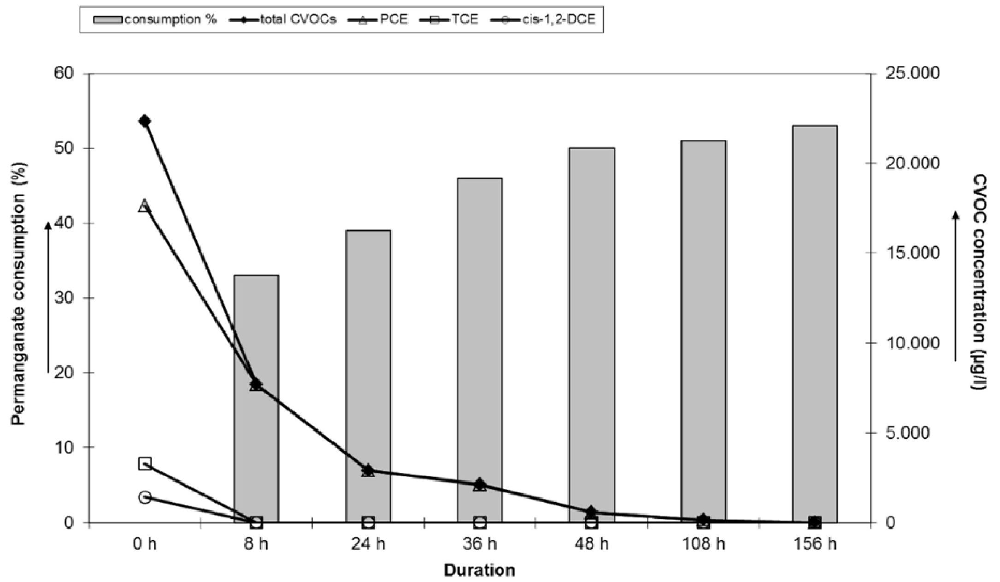 consumption % total CVOCs PCE TCE cis-1,2-DCE
60
50
40
30
20
10
0
Permanganate consumption (%)
25.000
20.000
15.000
10.000
5.000
0
CVOC concentration (µg/l)
0 h 8 h 24 h 36 h 48 h 108 h 156 h
Duration